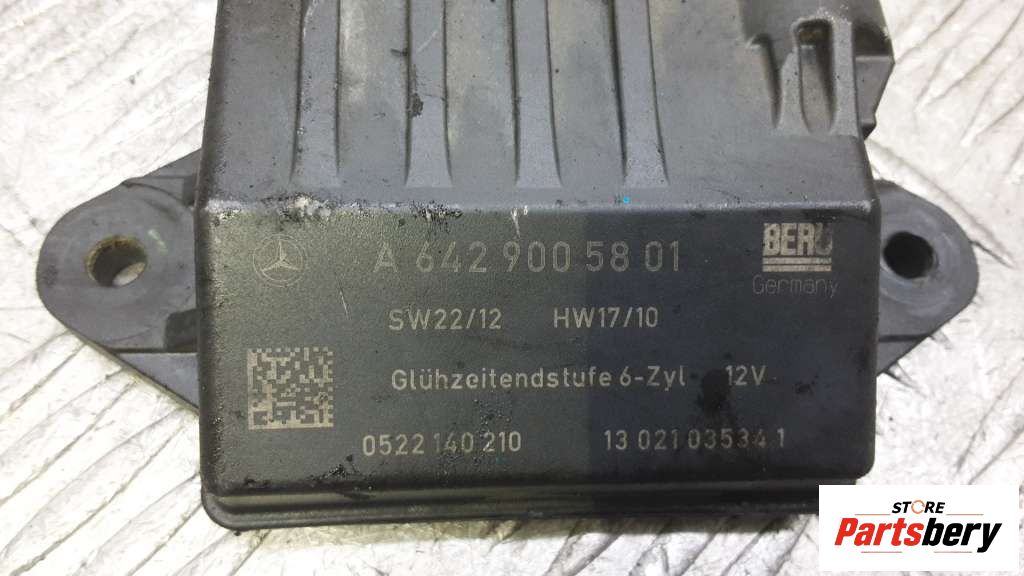 A 642 900 58 01
BERU
Germany
SW22/12 HW17/10
Glühzeitendstufe 6-Zyl 12V
0522 140 210 13 021 03534 1
STORE
Partsbery